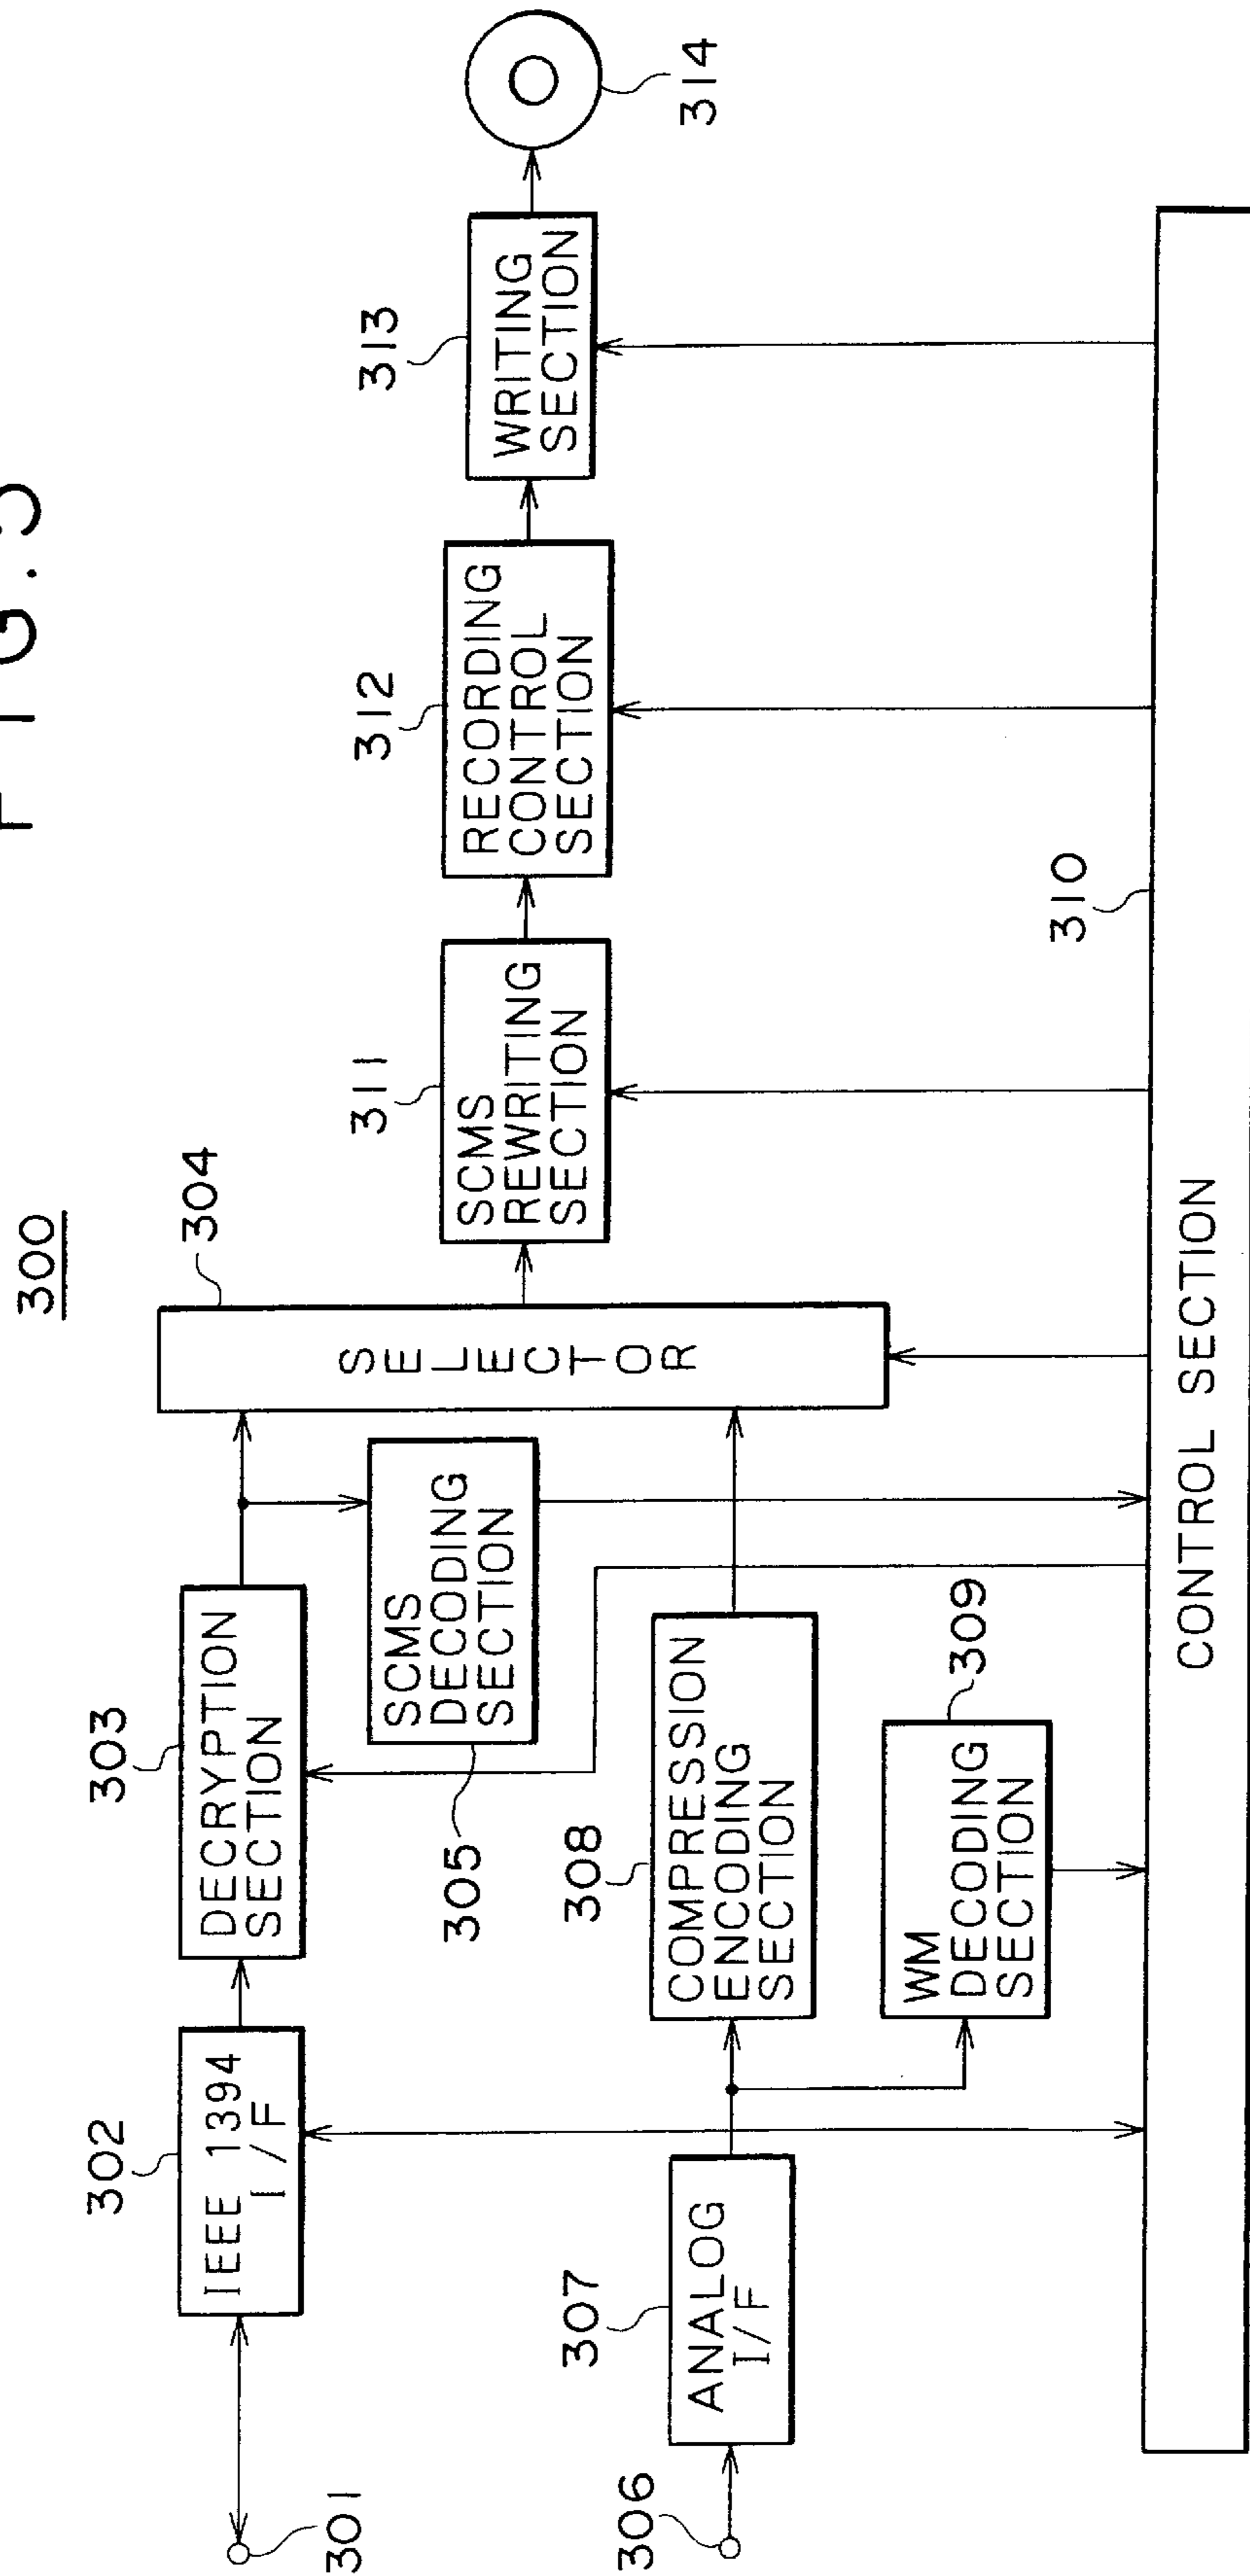 FIG.5
300
302
IEEE 1394
I/F
301
303
DECRYPTION
SECTION
304
SELECTOR
SCMS
DECODING
SECTION
305
311
SCMS
REWRITING
SECTION
312
RECORDING
CONTROL
SECTION
313
WRITING
SECTION
314
307
ANALOG
I/F
306
308
COMPRESSION
ENCODING
SECTION
309
WM
DECODING
SECTION
310
CONTROL SECTION